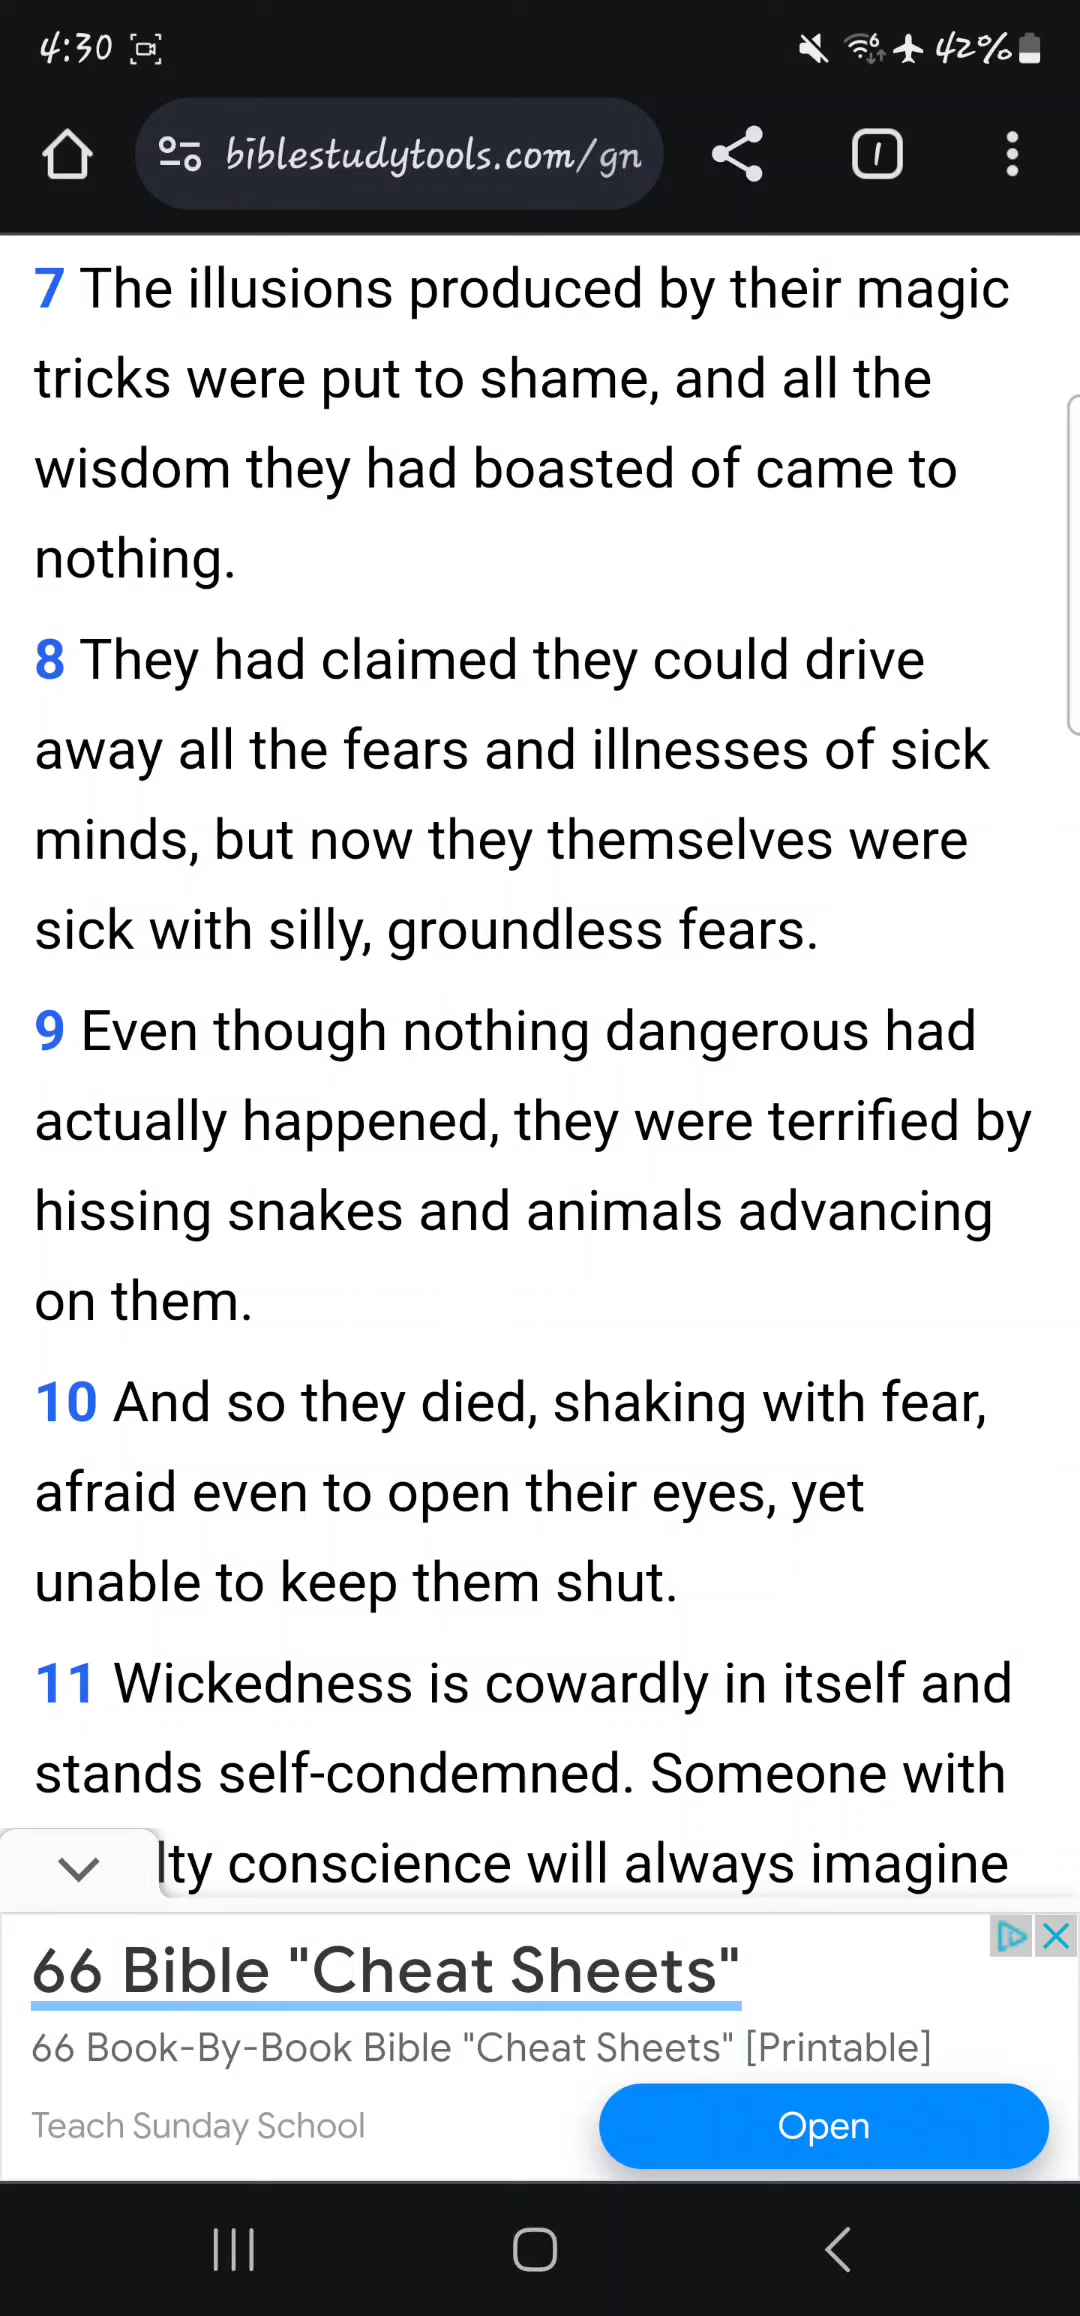 4:30
6
42%
biblestudytools.com/gn
1
7 The illusions produced by their magic
tricks were put to shame, and all the
wisdom they had boasted of came to
nothing.
8 They had claimed they could drive
away all the fears and illnesses of sick
minds, but now they themselves were
sick with silly, groundless fears.
9 Even though nothing dangerous had
actually happened, they were terrified by
hissing snakes and animals advancing
on them.
10 And so they died, shaking with fear,
afraid even to open their eyes, yet
unable to keep them shut.
11 Wickedness is cowardly in itself and
stands self-condemned. Someone with
lty conscience will always imagine
66 Bible "Cheat Sheets"
66 Book-By-Book Bible "Cheat Sheets" [Printable]
Teach Sunday School
Open